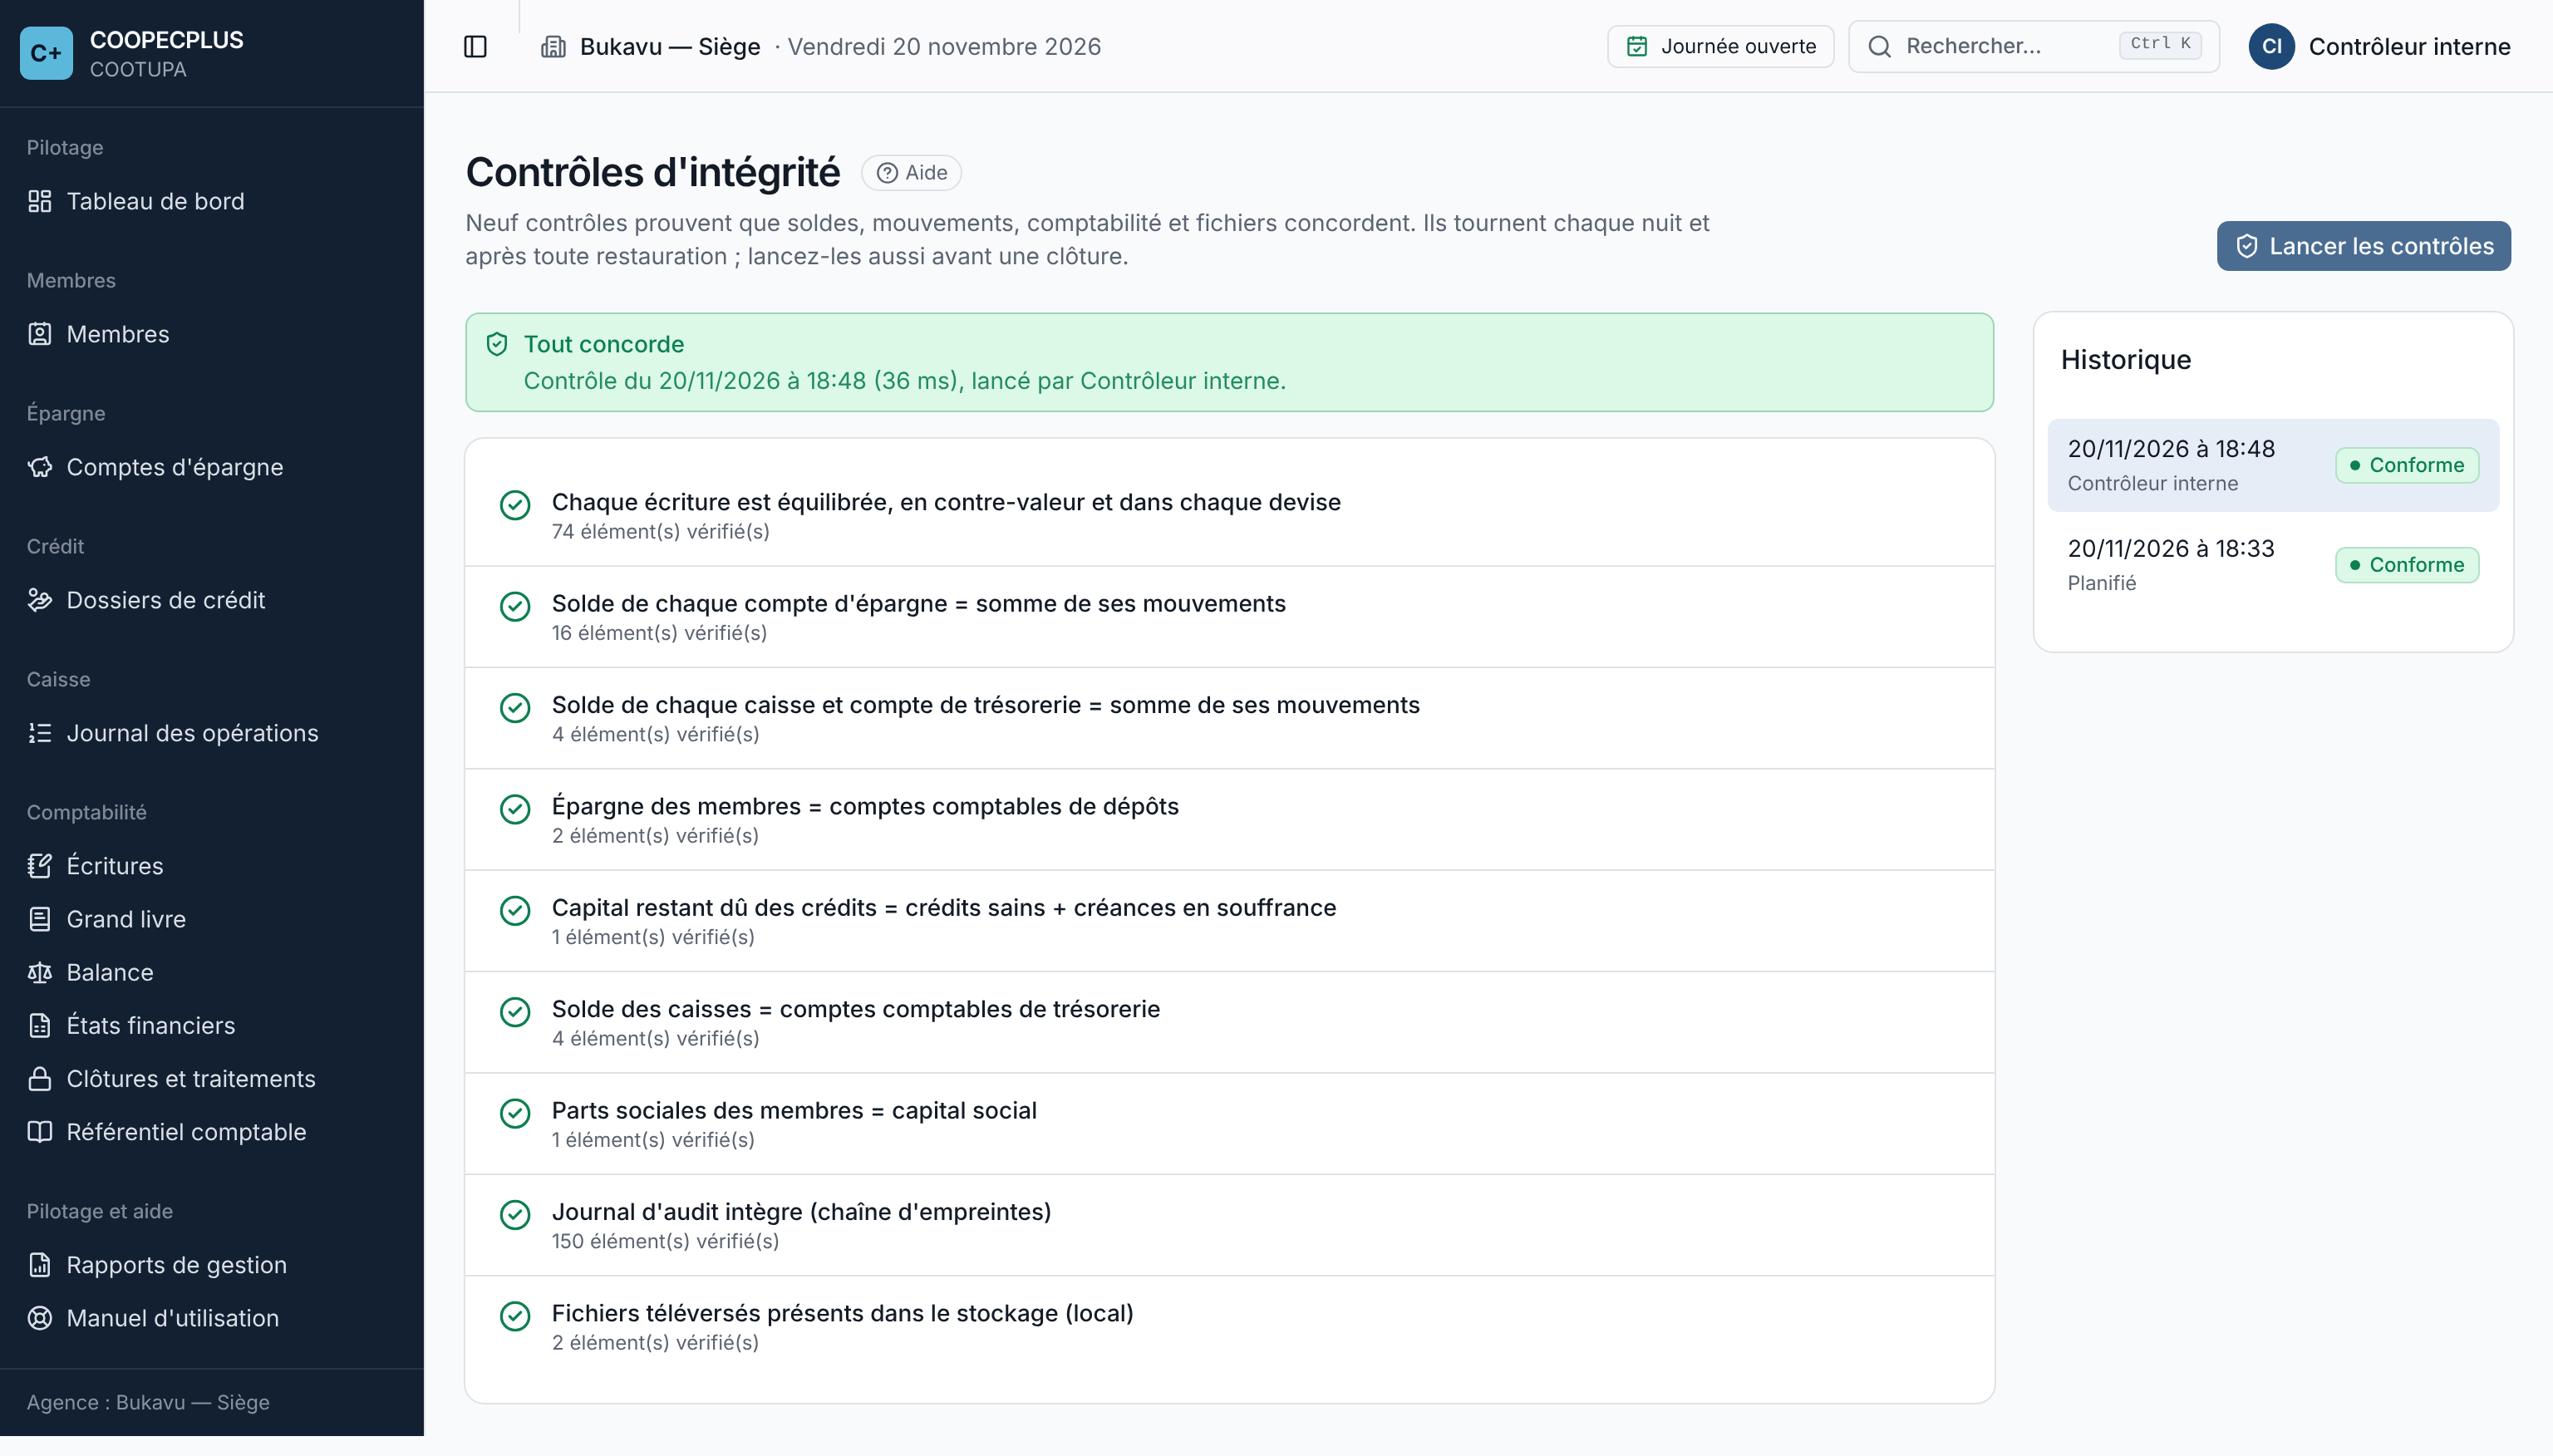 C+
COOPECPLUS
COOTUPA
Pilotage
Tableau de bord
Membres
Membres
Épargne
Comptes d'épargne
Crédit
Dossiers de crédit
Caisse
Journal des opérations
Comptabilité
Écritures
Grand livre
Balance
États financiers
Clôtures et traitements
Référentiel comptable
Pilotage et aide
Rapports de gestion
Manuel d'utilisation
Agence : Bukavu — Siège
Bukavu — Siège · Vendredi 20 novembre 2026
Journée ouverte
Rechercher... Ctrl K
CI Contrôleur interne
Contrôles d'intégrité
Aide
Neuf contrôles prouvent que soldes, mouvements, comptabilité et fichiers concordent. Ils tournent chaque nuit et
après toute restauration ; lancez-les aussi avant une clôture.
Lancer les contrôles
Tout concorde
Contrôle du 20/11/2026 à 18:48 (36 ms), lancé par Contrôleur interne.
Chaque écriture est équilibrée, en contre-valeur et dans chaque devise
74 élément(s) vérifié(s)
Solde de chaque compte d'épargne = somme de ses mouvements
16 élément(s) vérifié(s)
Solde de chaque caisse et compte de trésorerie = somme de ses mouvements
4 élément(s) vérifié(s)
Épargne des membres = comptes comptables de dépôts
2 élément(s) vérifié(s)
Capital restant dû des crédits = crédits sains + créances en souffrance
1 élément(s) vérifié(s)
Solde des caisses = comptes comptables de trésorerie
4 élément(s) vérifié(s)
Parts sociales des membres = capital social
1 élément(s) vérifié(s)
Journal d'audit intègre (chaîne d'empreintes)
150 élément(s) vérifié(s)
Fichiers téléversés présents dans le stockage (local)
2 élément(s) vérifié(s)
Historique
20/11/2026 à 18:48
Contrôleur interne
Conforme
20/11/2026 à 18:33
Planifié
Conforme